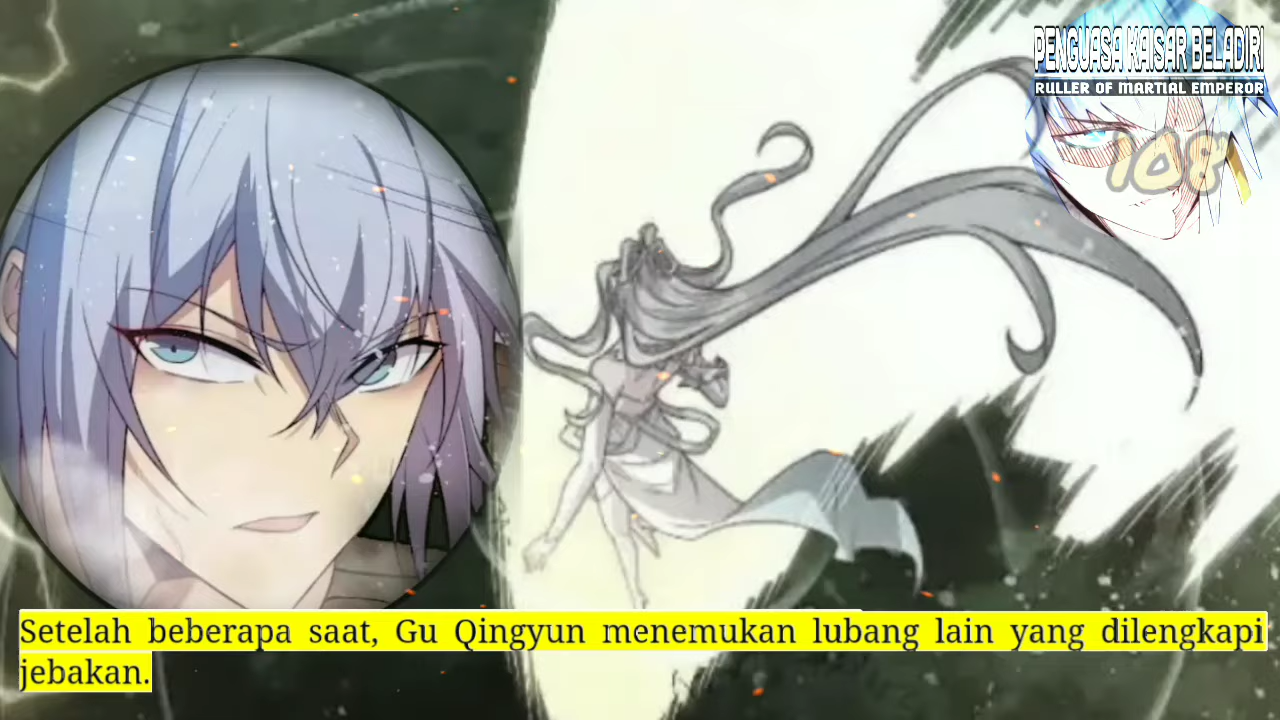 PENGUASA KAISAR BELADIRI
RULLER OF MARTIAL EMPEROR
108
Setelah beberapa saat, Gu Qingyun menemukan lubang lain yang dilengkapi
jebakan.